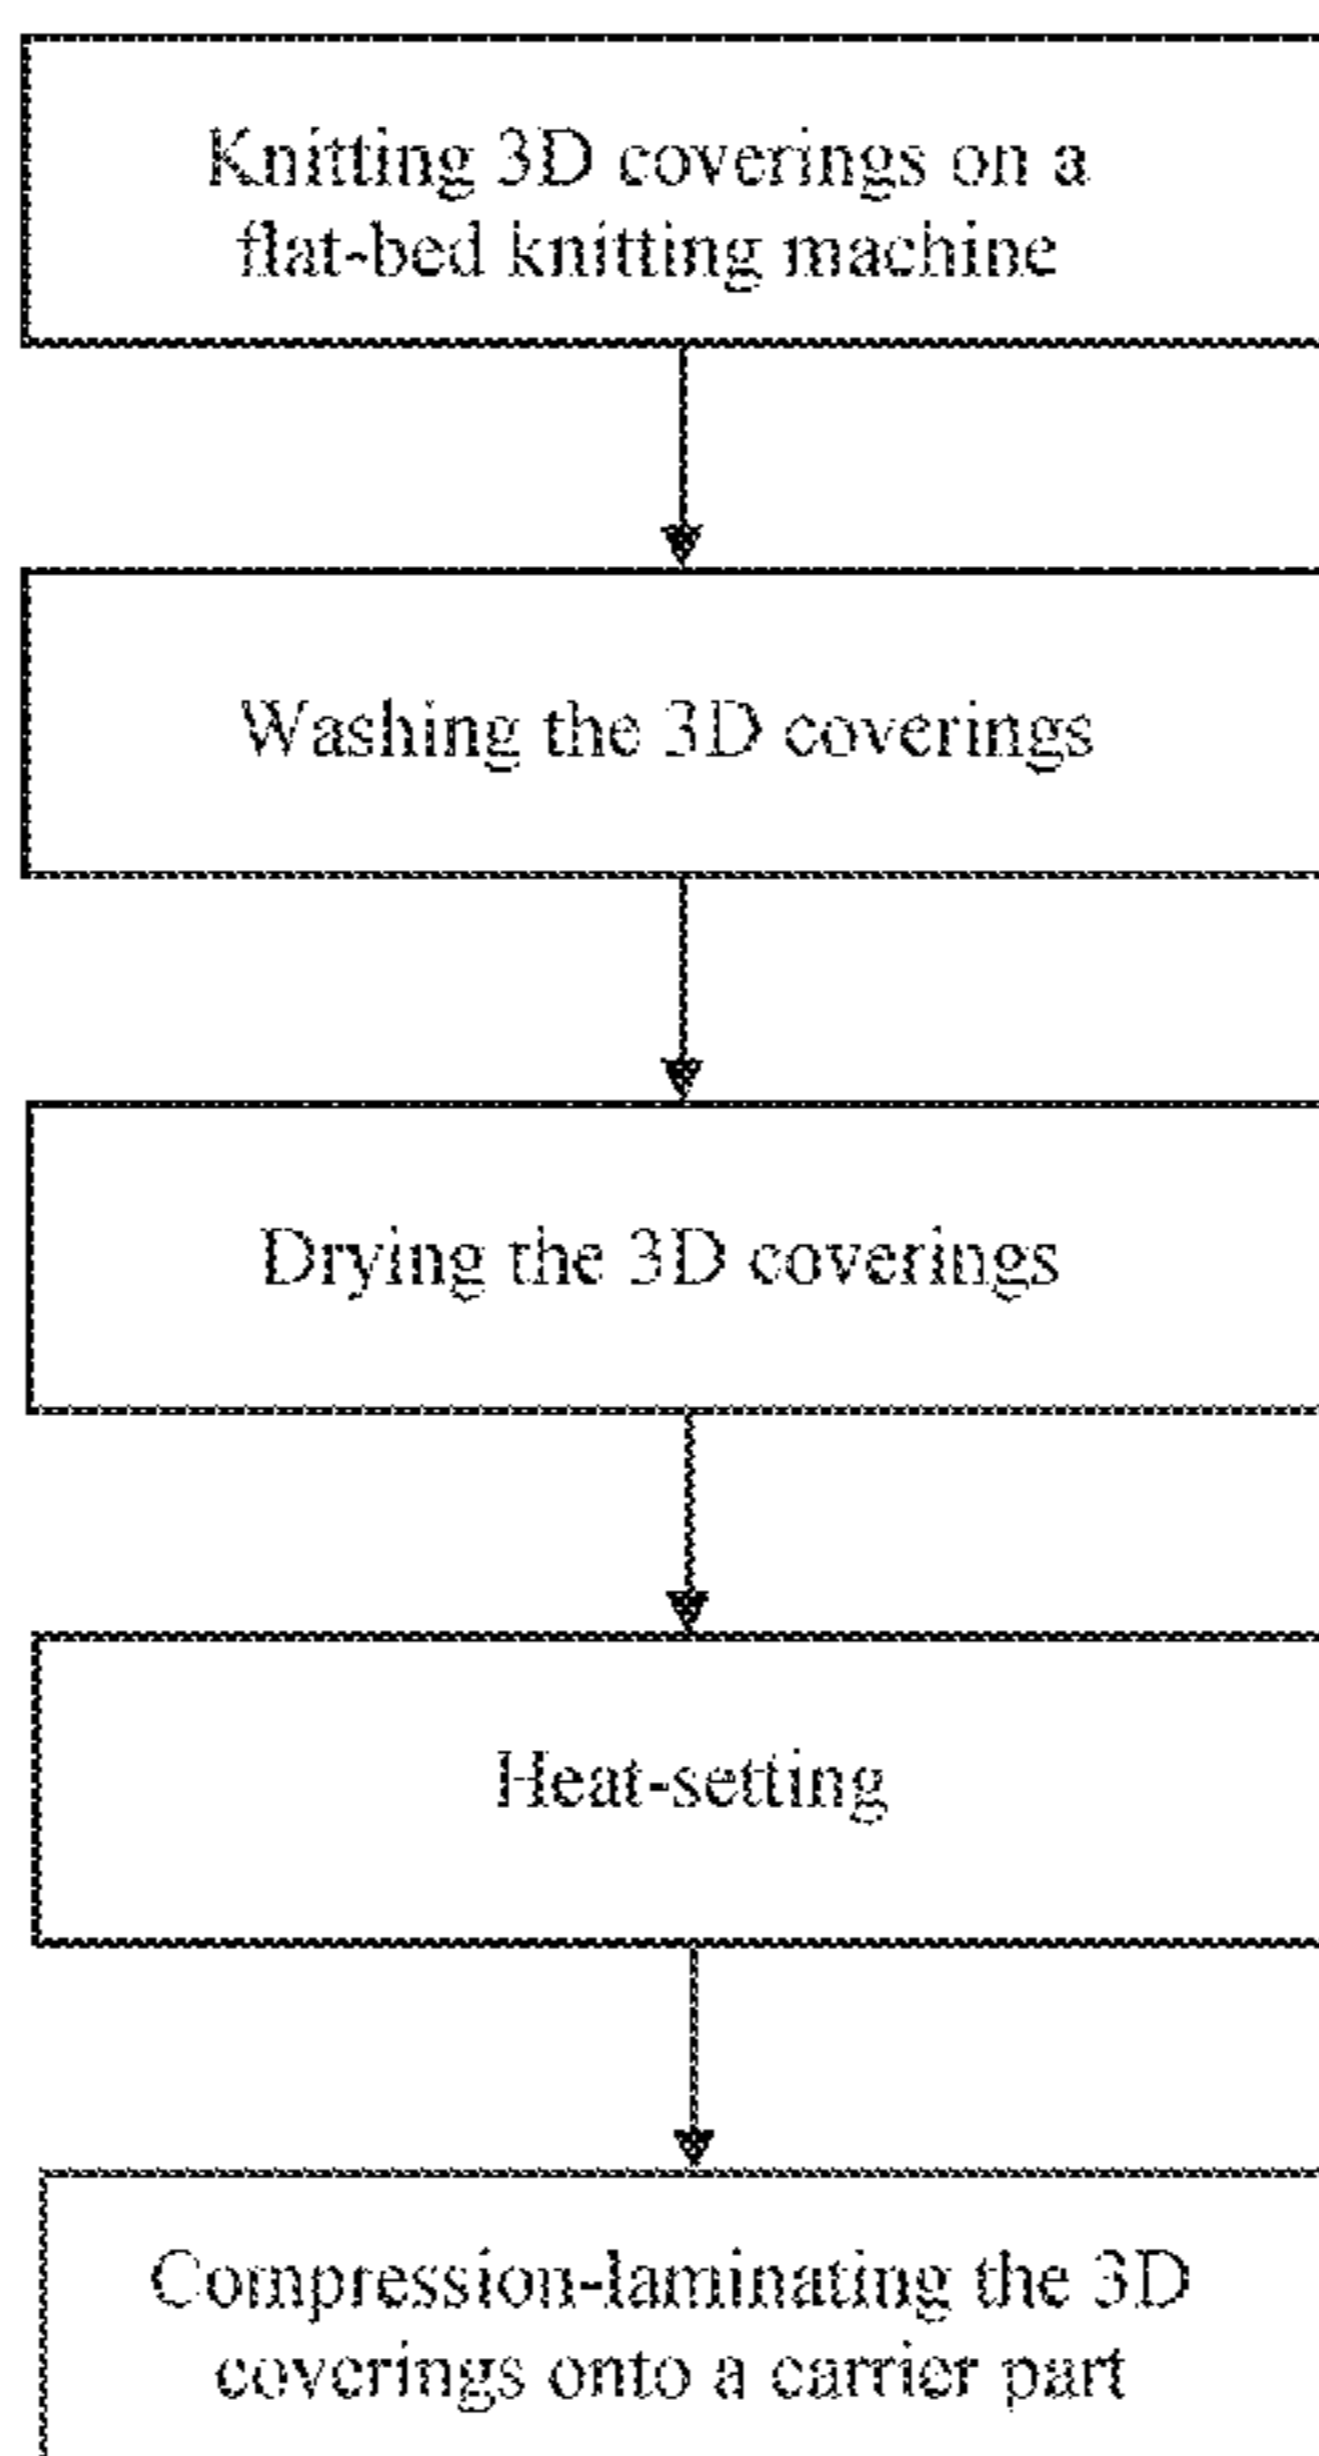 Knitting 3D coverings on a
flat-bed knitting machine
Washing the 3D coverings
Drying the 3D coverings
Heat-setting
Compression-laminating the 3D
coverings onto a carrier part